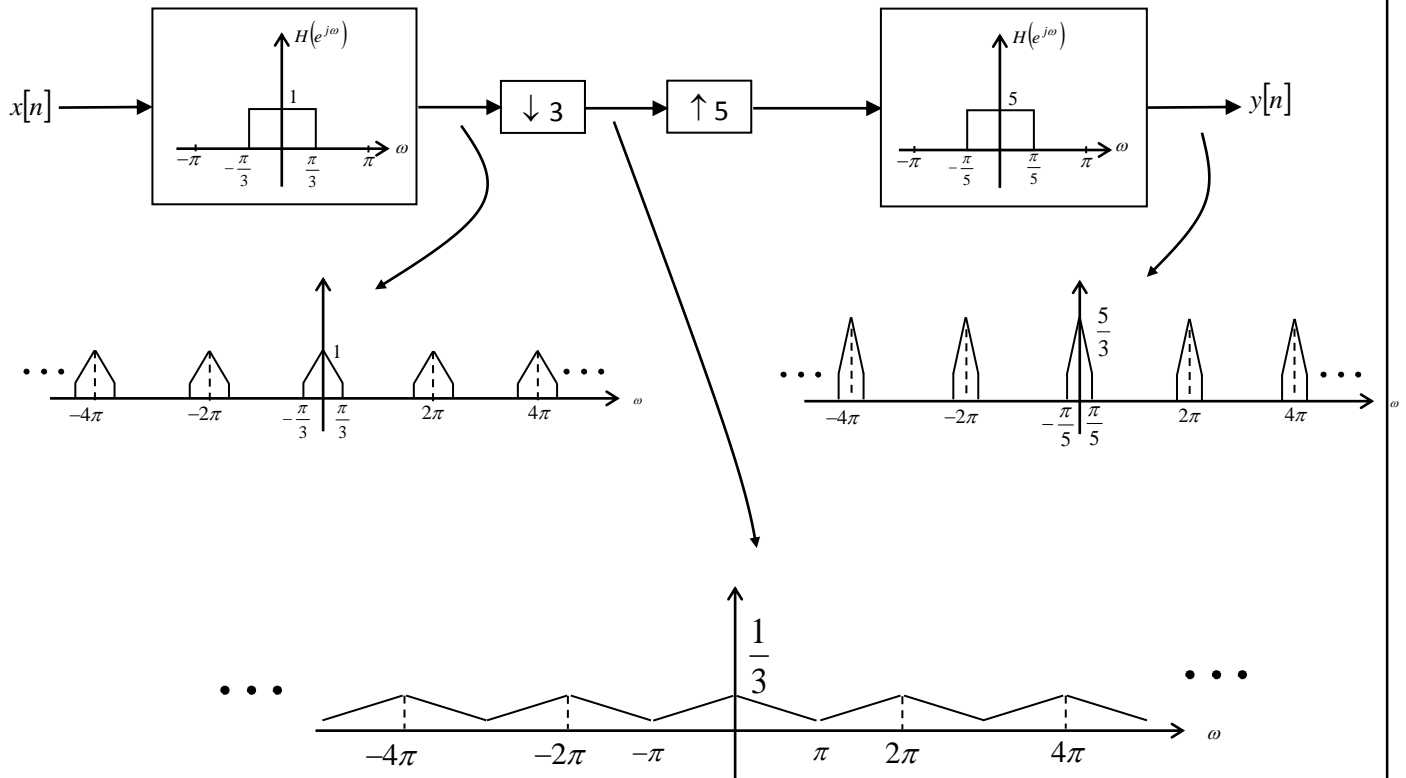 H(e^{jω})
1
−π
−π/3
π/3
π
ω
x[n]
↓ 3
↑ 5
H(e^{jω})
5
−π
−π/5
π/5
π
ω
y[n]
• • •
1
• • •
−4π
−2π
−π/3
π/3
2π
4π
ω
• • •
5/3
• • •
−4π
−2π
−π/5
π/5
2π
4π
ω
• • •
1/3
• • •
−4π
−2π
−π
π
2π
4π
ω